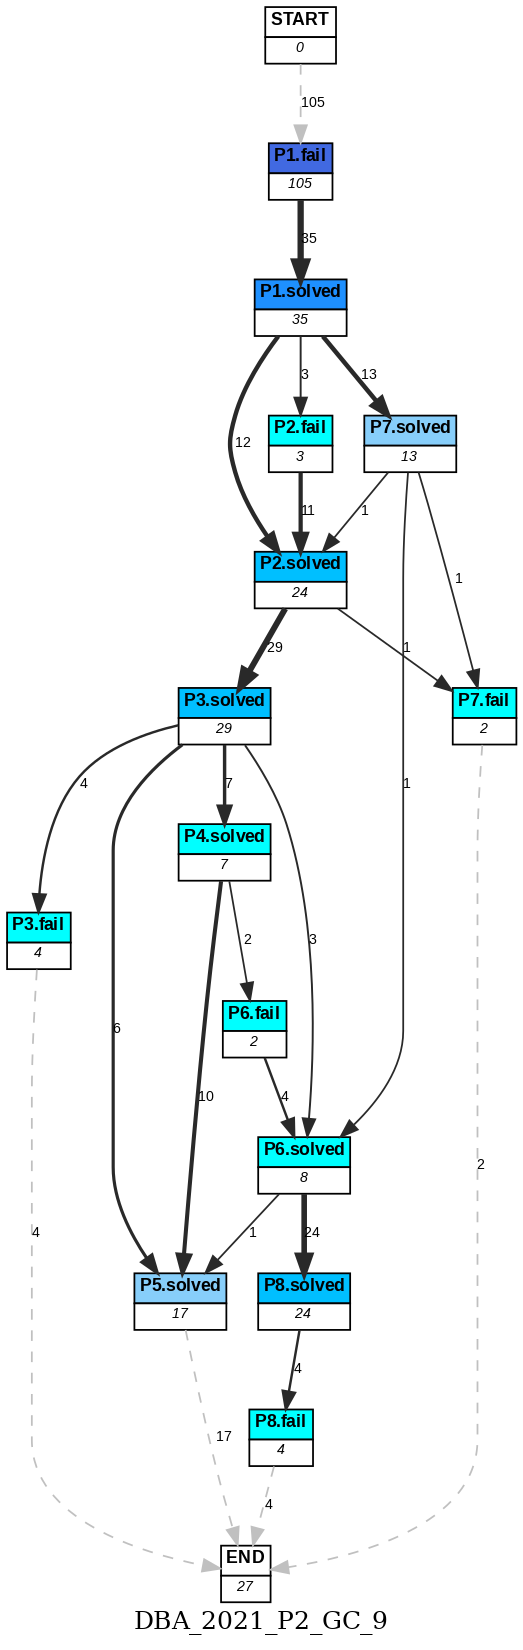 START
0
105
P1.fail
105
35
P1.solved
35
12
3
13
P2.fail
3
P7.solved
13
11
1
1
P2.solved
24
29
1
P3.solved
29
P7.fail
2
4
7
1
P4.solved
7
P3.fail
4
2
3
P6.fail
2
6
10
4
P6.solved
8
2
4
1
24
P5.solved
17
P8.solved
24
4
P8.fail
4
17
4
END
27
DBA_2021_P2_GC_9